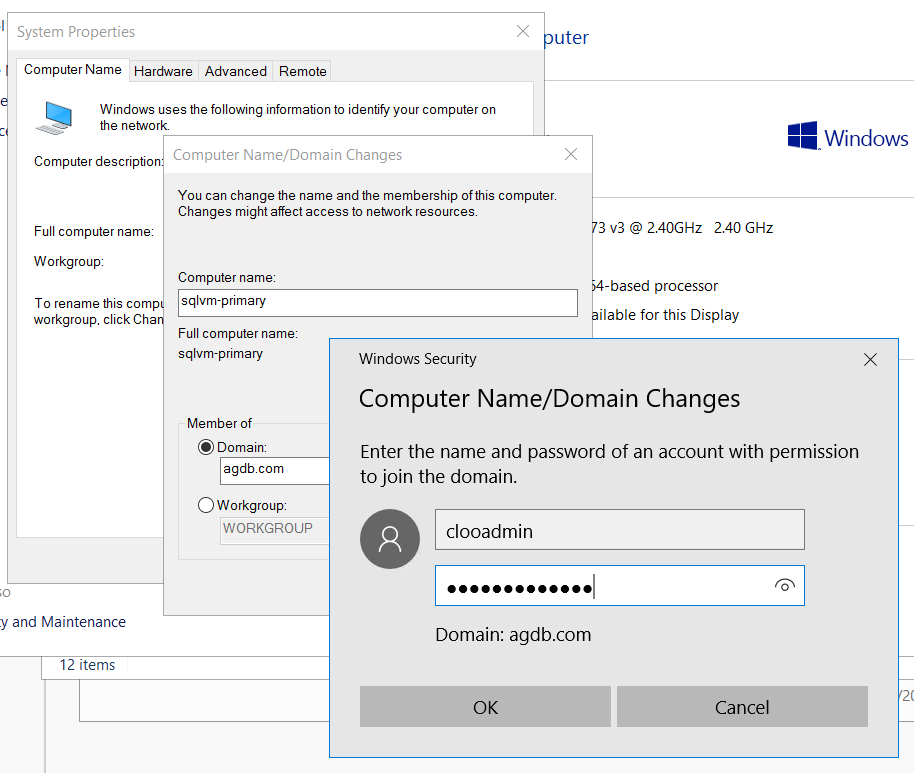 System Properties
puter
Computer Name
Hardware
Advanced
Remote
Windows uses the following information to identify your computer on
the network.
Computer description:
Full computer name:
Workgroup:
To rename this compu
workgroup, click Chan
Windows
Computer Name/Domain Changes
You can change the name and the membership of this computer.
Changes might affect access to network resources.
Computer name:
sqlvm-primary
Full computer name:
sqlvm-primary
Member of
Domain:
agdb.com
Workgroup:
WORKGROUP
73 v3 @ 2.40GHz 2.40 GHz
64-based processor
ailable for this Display
Windows Security
Computer Name/Domain Changes
Enter the name and password of an account with permission
to join the domain.
clooadmin
●●●●●●●●●●●●●
Domain: agdb.com
OK
Cancel
so
ty and Maintenance
12 items
/20